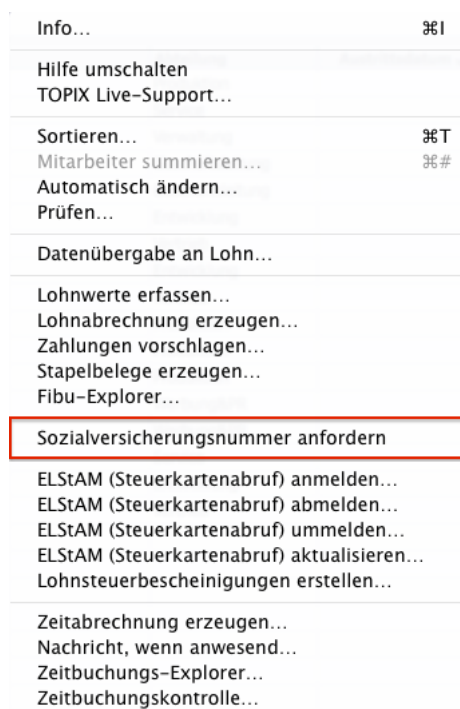 Info... ⌘I
Hilfe umschalten
TOPIX Live-Support...
Sortieren... ⌘T
Mitarbeiter summieren... ⌘#
Automatisch ändern...
Prüfen...
Datenübergabe an Lohn...
Lohnwerte erfassen...
Lohnabrechnung erzeugen...
Zahlungen vorschlagen...
Stapelbelege erzeugen...
Fibu-Explorer...
Sozialversicherungsnummer anfordern
ELStAM (Steuerkartenabruf) anmelden...
ELStAM (Steuerkartenabruf) abmelden...
ELStAM (Steuerkartenabruf) ummelden...
ELStAM (Steuerkartenabruf) aktualisieren...
Lohnsteuerbescheinigungen erstellen...
Zeitabrechnung erzeugen...
Nachricht, wenn anwesend...
Zeitbuchungs-Explorer...
Zeitbuchungskontrolle...